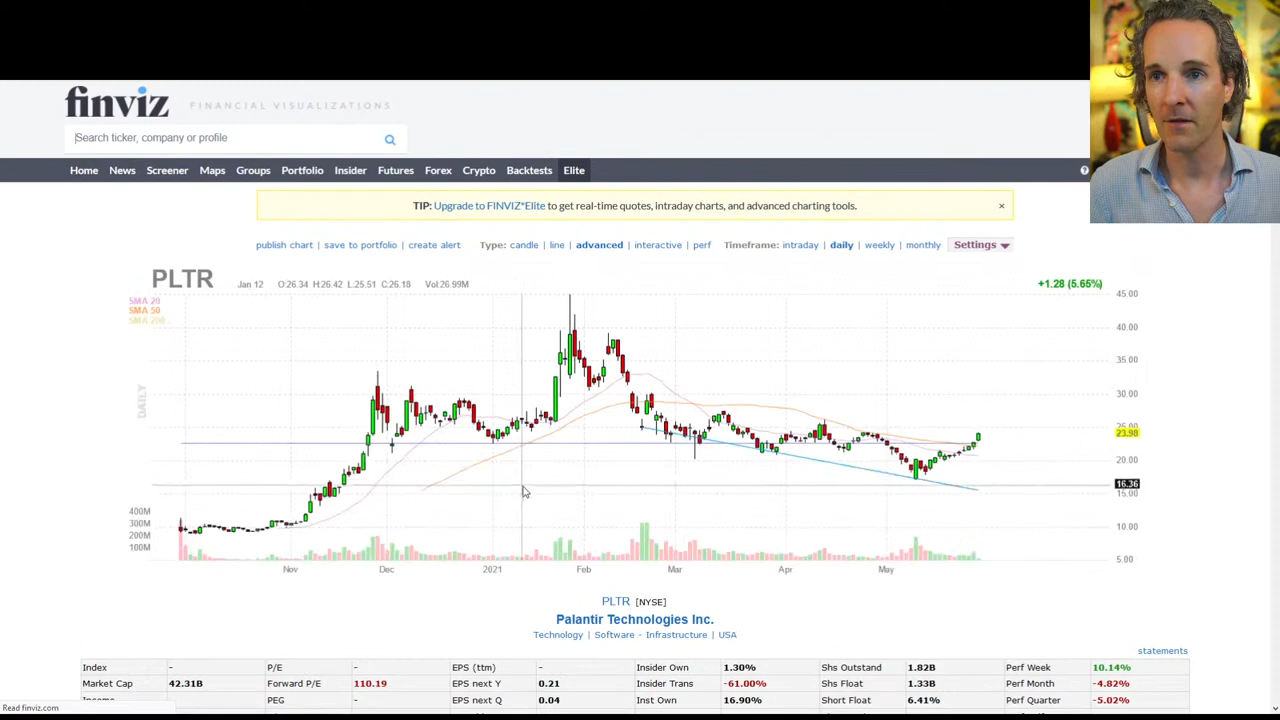 finviz FINANCIAL VISUALIZATIONS
Search ticker, company or profile
Home News Screener Maps Groups Portfolio Insider Futures Forex Crypto Backtests Elite
TIP: Upgrade to FINVIZ*Elite to get real-time quotes, intraday charts, and advanced charting tools. ×
publish chart | save to portfolio | create alert Type: candle | line | advanced | interactive | perf Timeframe: intraday | daily | weekly | monthly Settings
PLTR Jan 12 O:26.34 H:26.42 L:25.51 C:26.18 Vol:26.99M +1.28 (5.65%)
SMA 20
SMA 50
SMA 200
DAILY
45.00
40.00
35.00
30.00
25.00
23.98
20.00
16.36
15.00
10.00
5.00
400M
300M
200M
100M
Nov Dec 2021 Feb Mar Apr May
PLTR [NYSE]
Palantir Technologies Inc.
Technology | Software - Infrastructure | USA
statements
Index - P/E - EPS (ttm) - Insider Own 1.30% Shs Outstand 1.82B Perf Week 10.14%
Market Cap 42.31B Forward P/E 110.19 EPS next Y 0.21 Insider Trans -61.00% Shs Float 1.33B Perf Month -4.82%
Income - PEG - EPS next Q 0.04 Inst Own 16.90% Short Float 6.41% Perf Quarter -5.02%
Read finviz.com